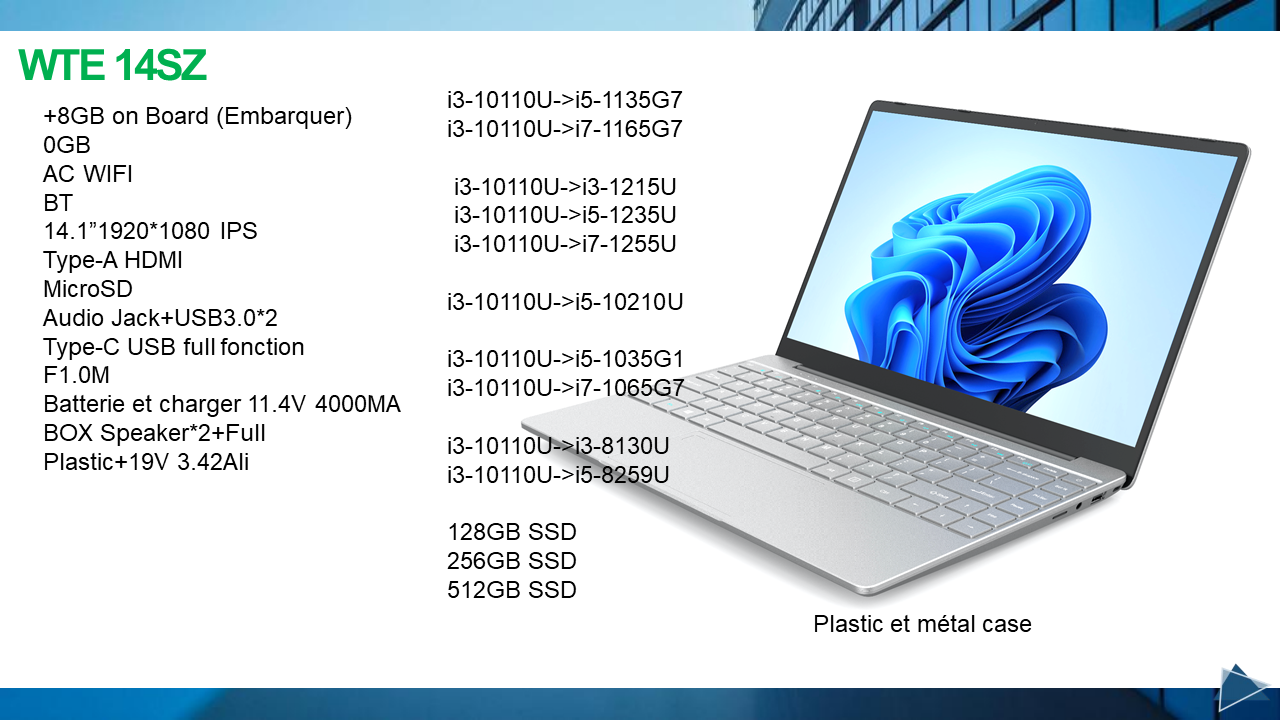 WTE 14SZ
+8GB on Board (Embarquer)
0GB
AC WIFI
BT
14.1”1920*1080 IPS
Type-A HDMI
MicroSD
Audio Jack+USB3.0*2
Type-C USB full fonction
F1.0M
Batterie et charger 11.4V 4000MA
BOX Speaker*2+Full
Plastic+19V 3.42Ali
i3-10110U->i5-1135G7
i3-10110U->i7-1165G7
i3-10110U->i3-1215U
i3-10110U->i5-1235U
i3-10110U->i7-1255U
i3-10110U->i5-10210U
i3-10110U->i5-1035G1
i3-10110U->i7-1065G7
i3-10110U->i3-8130U
i3-10110U->i5-8259U
128GB SSD
256GB SSD
512GB SSD
Plastic et métal case